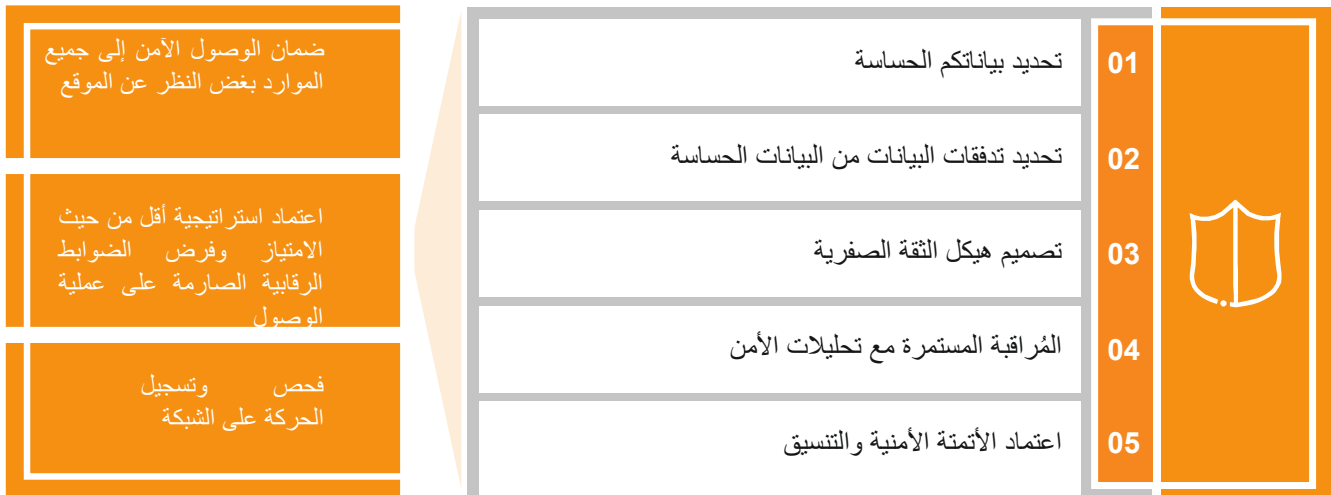 01
تحديد بياناتكم الحساسة
02
تحديد تدفقات البيانات من البيانات الحساسة
03
تصميم هيكل الثقة الصفرية
04
المُراقبة المستمرة مع تحليلات الأمن
05
اعتماد الأتمتة الأمنية والتنسيق
ضمان الوصول الآمن إلى جميع
الموارد بغض النظر عن الموقع
اعتماد استراتيجية أقل من حيث
الامتياز وفرض الضوابط
الرقابية الصارمة على عملية
الوصول
فحص وتسجيل
الحركة على الشبكة